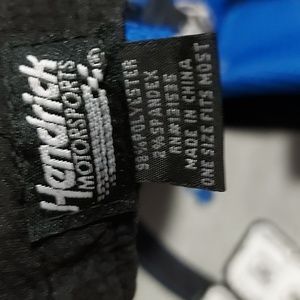 Hendrick
MOTORSPORTS
98%POLYESTER
2%SPANDEX
MADE IN CHINA
ONE SIZE FITS MOST